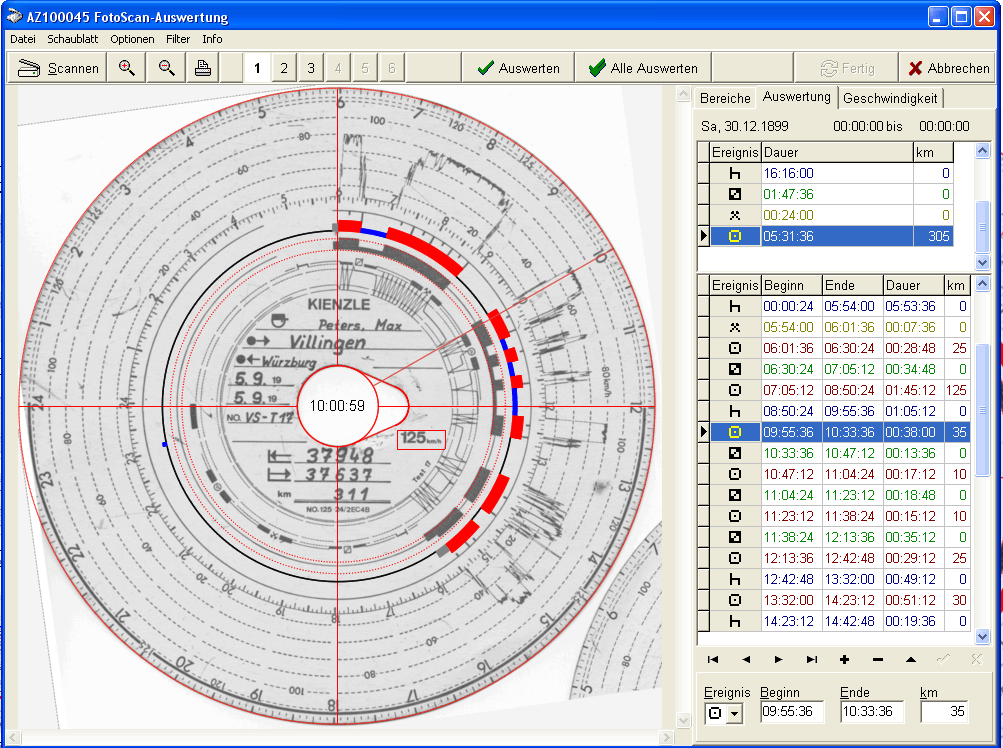 AZ100045 FotoScan-Auswertung
Datei Schaublatt Optionen Filter Info
Scannen 1 2 3 4 5 6 Auswerten Alle Auswerten Fertig Abbrechen
Bereiche Auswertung Geschwindigkeit
Sa, 30.12.1899 00:00:00 bis 00:00:00
Ereignis Dauer km
16:16:00 0
01:47:36 0
00:24:00 0
05:31:36 305
Ereignis Beginn Ende Dauer km
00:00:24 05:54:00 05:53:36 0
05:54:00 06:01:36 00:07:36 0
06:01:36 06:30:24 00:28:48 25
06:30:24 07:05:12 00:34:48 0
07:05:12 08:50:24 01:45:12 125
08:50:24 09:55:36 01:05:12 0
09:55:36 10:33:36 00:38:00 35
10:33:36 10:47:12 00:13:36 0
10:47:12 11:04:24 00:17:12 10
11:04:24 11:23:12 00:18:48 0
11:23:12 11:38:24 00:15:12 10
11:38:24 12:13:36 00:35:12 0
12:13:36 12:42:48 00:29:12 25
12:42:48 13:32:00 00:49:12 0
13:32:00 14:23:12 00:51:12 30
14:23:12 14:42:48 00:19:36 0
Ereignis Beginn Ende km
09:55:36 10:33:36 35
KIENZLE
Peters, Max
Villingen
Würzburg
5.9. 19
5.9. 19
NO. VS-T17
10:00:59
125 km/h
37948
37637
km 311
NO.125 24/2EC4B
Test 17